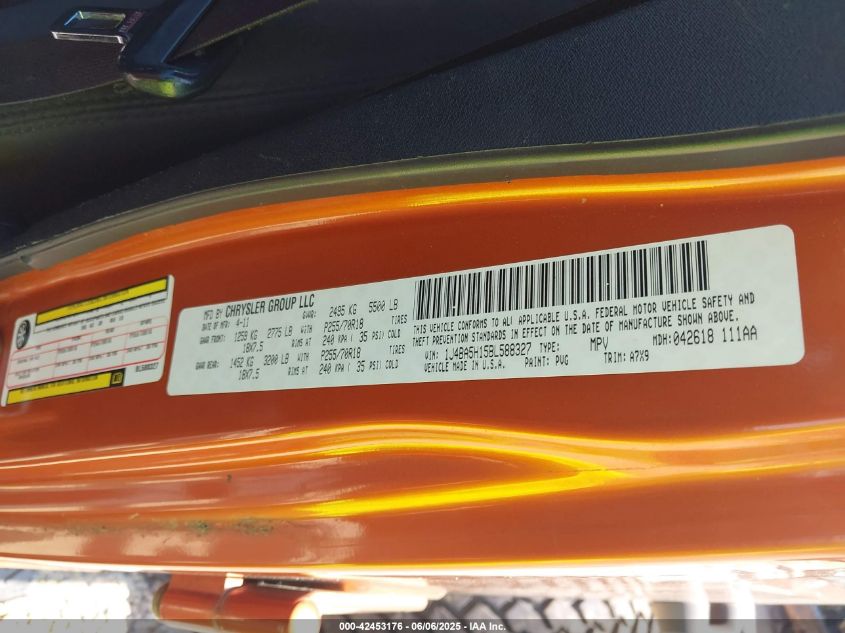 MFD BY CHRYSLER GROUP LLC
DATE OF MFR: 4-11 GVWR: 2495 KG 5500 LB
1259 KG 2775 LB WITH P255/70R18 TIRES
18X7.5 RIMS AT 240 KPA ( 35 PSI) COLD
GAWR REAR: 1452 KG 3200 LB WITH P255/70R18 TIRES
18X7.5 RIMS AT 240 KPA ( 35 PSI) COLD
THIS VEHICLE CONFORMS TO ALL APPLICABLE U.S.A. FEDERAL MOTOR VEHICLE SAFETY AND
THEFT PREVENTION STANDARDS IN EFFECT ON THE DATE OF MANUFACTURE SHOWN ABOVE.
VIN: 1J4BA5H15BL588327 TYPE: MPV MDH: 042618 111AA
VEHICLE MADE IN U.S.A. PAINT: PVG TRIM: A7X9
BL588327
000-42453176 - 06/06/2025 - IAA Inc.